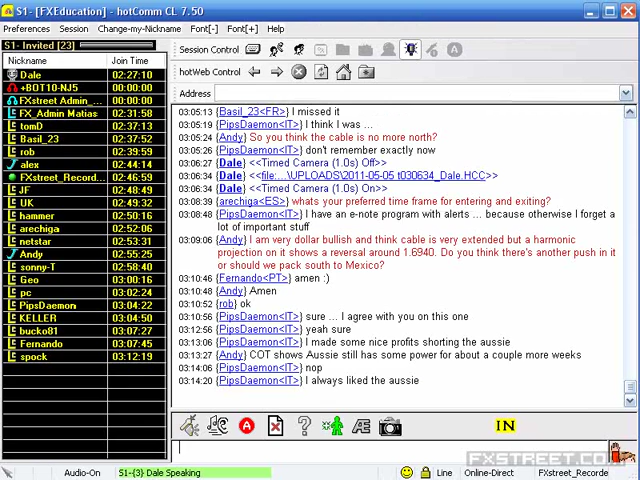 S1- [FXEducation] - hotComm CL 7.50
Preferences Session Change-my-Nickname Font[-] Font[+] Help
S1- Invited [23]
Nickname Join Time
Dale 02:27:10
+BOT10-NJ5 00:00:00
FXstreet Admin_... 00:00:00
FX_Admin Matias 02:31:58
tomD 02:37:13
Basil_23 02:37:52
rob 02:39:59
alex 02:44:14
FXstreet_Record... 02:46:59
JF 02:48:49
UK 02:49:32
hammer 02:50:16
arechiga 02:52:06
netstar 02:53:31
Andy 02:55:25
sonny-T 02:58:40
Geo 03:00:16
pc 03:02:24
PipsDaemon 03:04:22
KELLER 03:04:50
bucko81 03:07:27
Fernando 03:07:45
spock 03:12:19
Session Control
hotWeb Control
Address
03:05:13 {Basil_23<FR>} I missed it
03:05:19 {PipsDaemon<IT>} I think I was ...
03:05:24 {Andy} So you think the cable is no more north?
03:05:26 {PipsDaemon<IT>} don't remember exactly now
03:06:27 {Dale} <<Timed Camera (1.0s) Off>>
03:06:34 {Dale} <<file:...\UPLOADS\2011-05-05 t030634_Dale.HCC>>
03:06:34 {Dale} <<Timed Camera (1.0s) On>>
03:08:39 {arechiga<ES>} whats your preferred time frame for entering and exiting?
03:08:48 {PipsDaemon<IT>} I have an e-note program with alerts ... because otherwise I forget a
lot of important stuff
03:09:06 {Andy} I am very dollar bullish and think cable is very extended but a harmonic
projection on it shows a reversal around 1.6940. Do you think there's another push in it
or should we pack south to Mexico?
03:10:46 {Fernando<PT>} amen :)
03:10:48 {Andy} Amen
03:10:52 {rob} ok
03:10:56 {PipsDaemon<IT>} sure ... I agree with you on this one
03:12:56 {PipsDaemon<IT>} yeah sure
03:13:06 {PipsDaemon<IT>} I made some nice profits shorting the aussie
03:13:27 {Andy} COT shows Aussie still has some power for about a couple more weeks
03:14:06 {PipsDaemon<IT>} nop
03:14:20 {PipsDaemon<IT>} I always liked the aussie
A ? Æ IN
FXSTREET.COM
Audio-On S1-{3} Dale Speaking Line Online-Direct FXstreet_Recorde